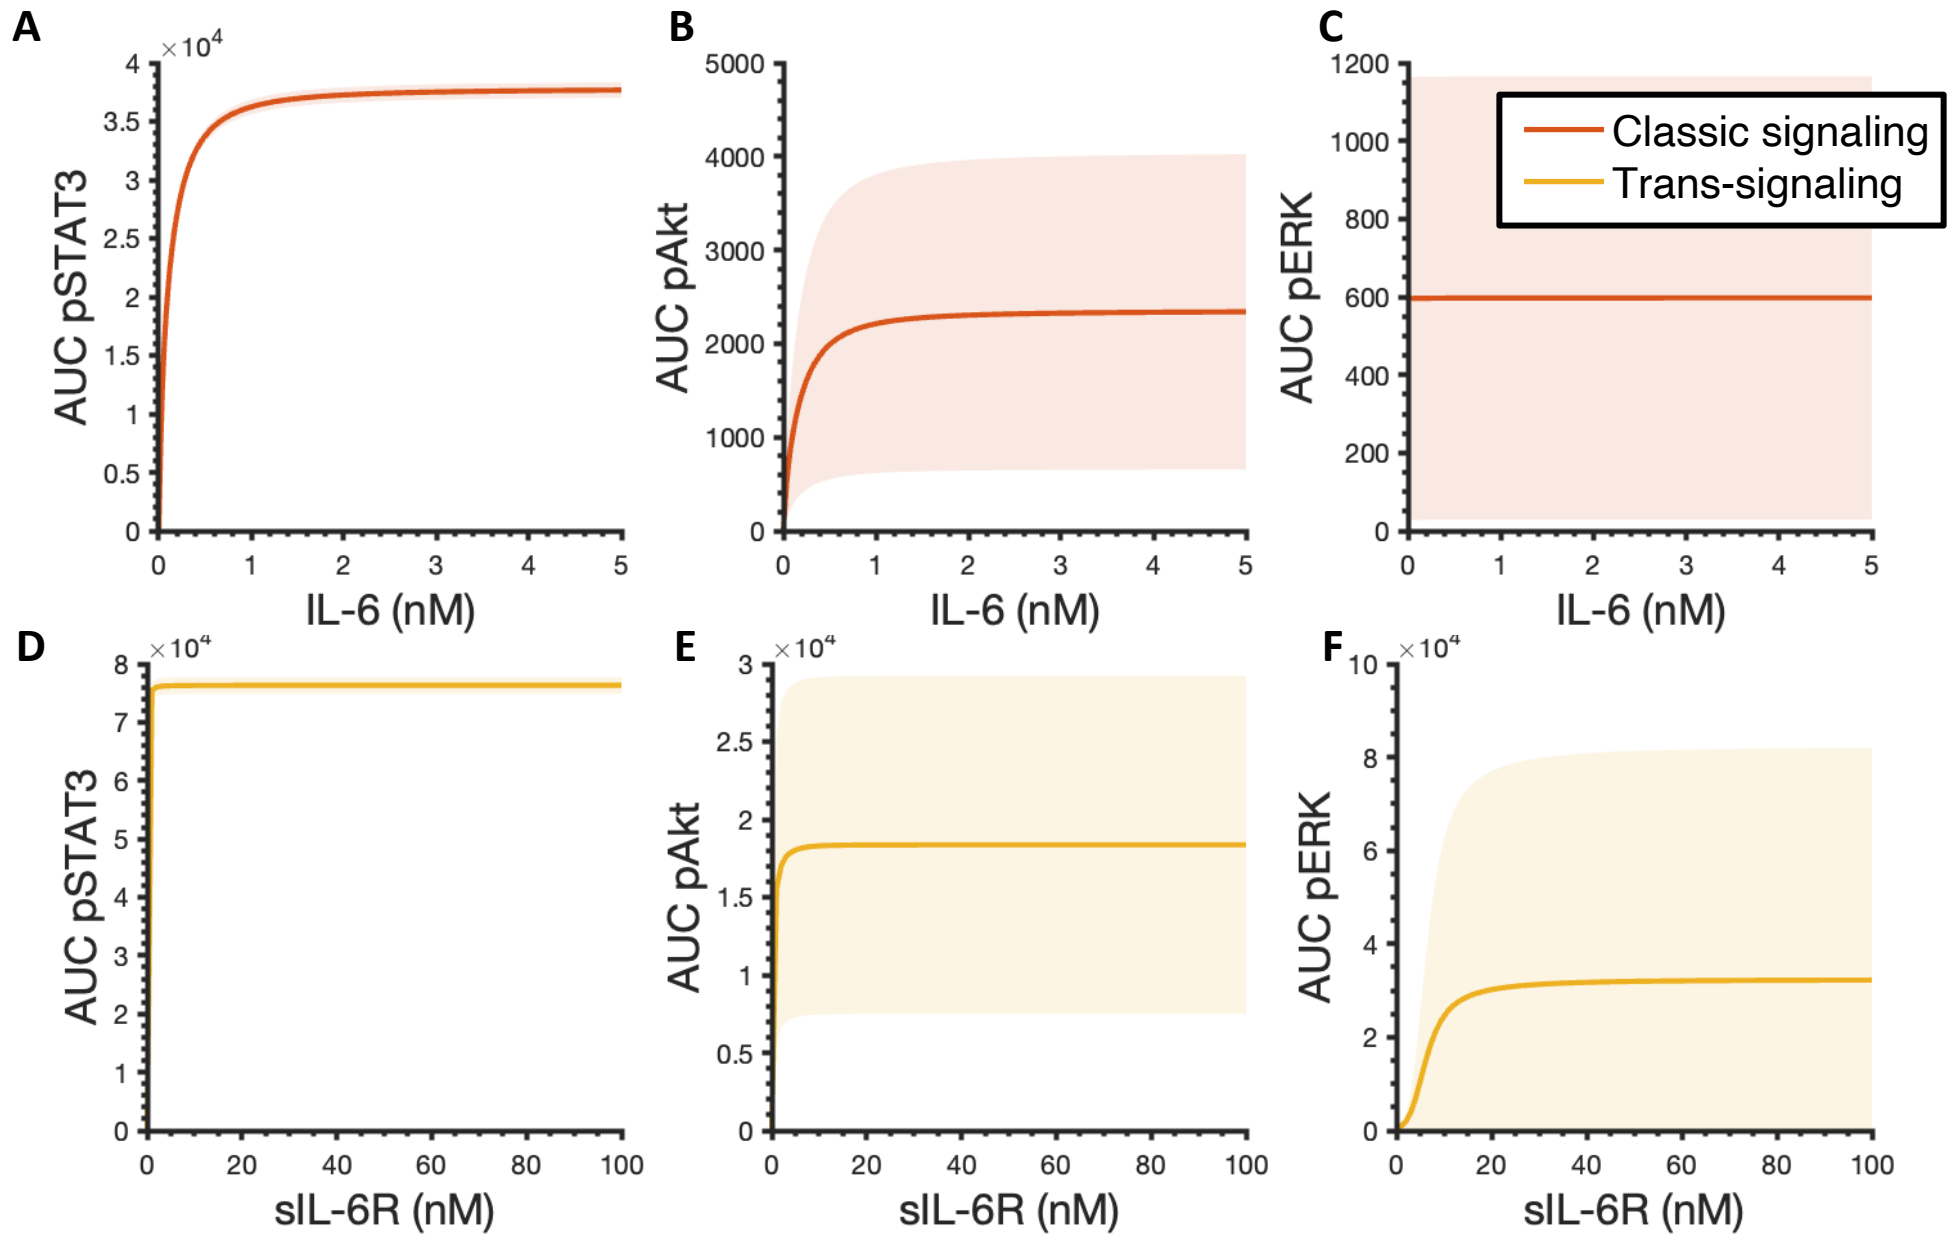 A
×10⁴
AUC pSTAT3
4
3.5
3
2.5
2
1.5
1
0.5
0
0 1 2 3 4 5
IL-6 (nM)
B
AUC pAkt
5000
4000
3000
2000
1000
0
0 1 2 3 4 5
IL-6 (nM)
C
AUC pERK
1200
1000
800
600
400
200
0
0 1 2 3 4 5
IL-6 (nM)
Classic signaling
Trans-signaling
D
×10⁴
AUC pSTAT3
8
7
6
5
4
3
2
1
0
0 20 40 60 80 100
sIL-6R (nM)
E
×10⁴
AUC pAkt
3
2.5
2
1.5
1
0.5
0
0 20 40 60 80 100
sIL-6R (nM)
F
×10⁴
AUC pERK
10
8
6
4
2
0
0 20 40 60 80 100
sIL-6R (nM)